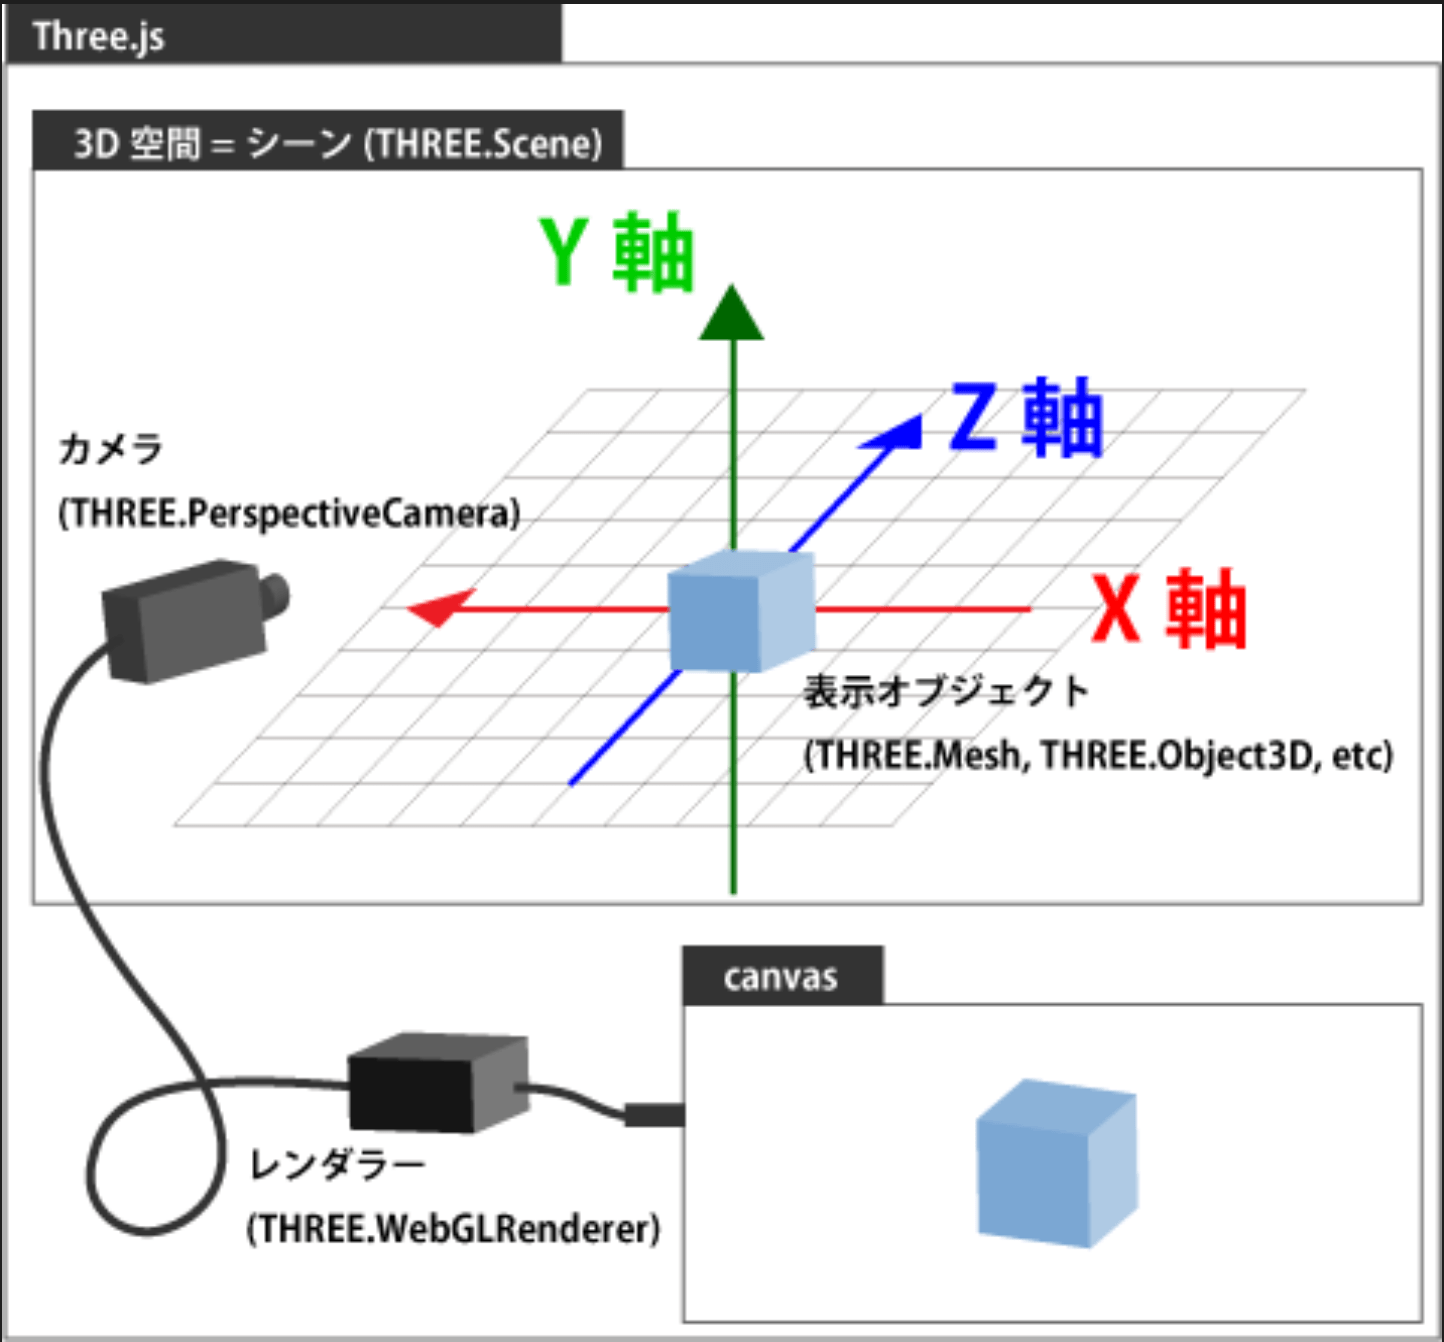 Three.js
3D 空間 = シーン (THREE.Scene)
Y 軸
Z 軸
カメラ
(THREE.PerspectiveCamera)
X 軸
表示オブジェクト
(THREE.Mesh, THREE.Object3D, etc)
canvas
レンダラー
(THREE.WebGLRenderer)